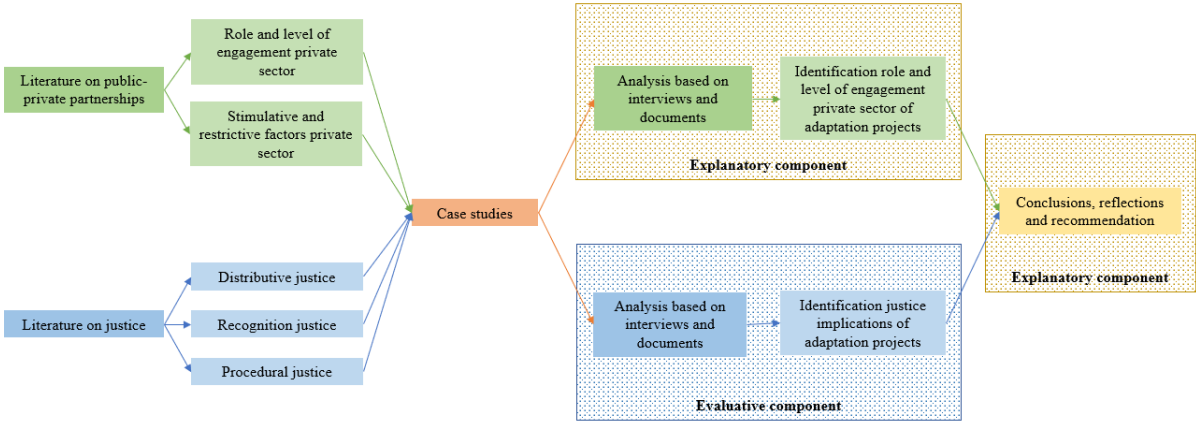 Literature on public-
private partnerships
Role and level of
engagement private
sector
Stimulative and
restrictive factors private
sector
Literature on justice
Distributive justice
Recognition justice
Procedural justice
Case studies
Analysis based on
interviews and
documents
Identification role and
level of engagement
private sector of
adaptation projects
Explanatory component
Analysis based on
interviews and
documents
Identification justice
implications of
adaptation projects
Evaluative component
Conclusions, reflections
and recommendation
Explanatory component